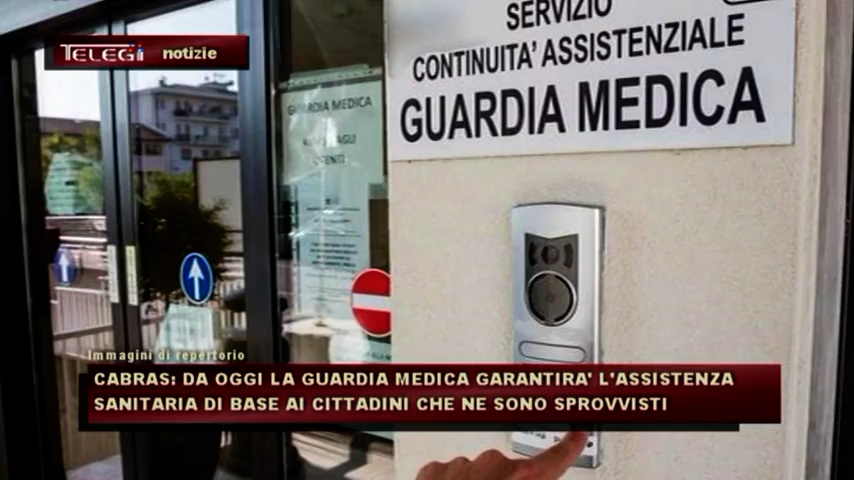 TELEGi notizie
SERVIZIO
CONTINUITA' ASSISTENZIALE
GUARDIA MEDICA
GUARDIA MEDICA
Immagini di repertorio
CABRAS: DA OGGI LA GUARDIA MEDICA GARANTIRA' L'ASSISTENZA
SANITARIA DI BASE AI CITTADINI CHE NE SONO SPROVVISTI